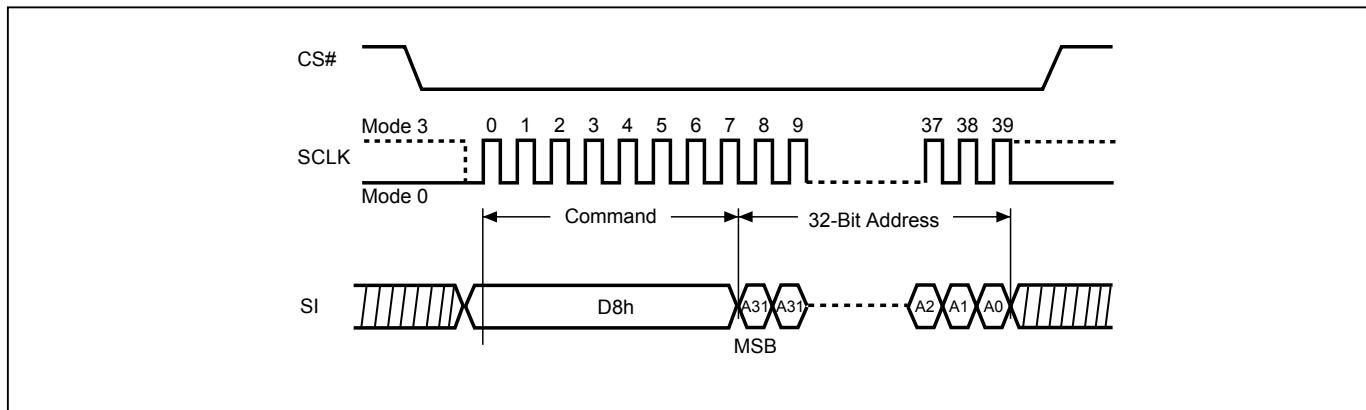 CS#
Mode 3 0 1 2 3 4 5 6 7 8 9 37 38 39
SCLK
Mode 0
Command 32-Bit Address
SI D8h A31 A31 A2 A1 A0
MSB